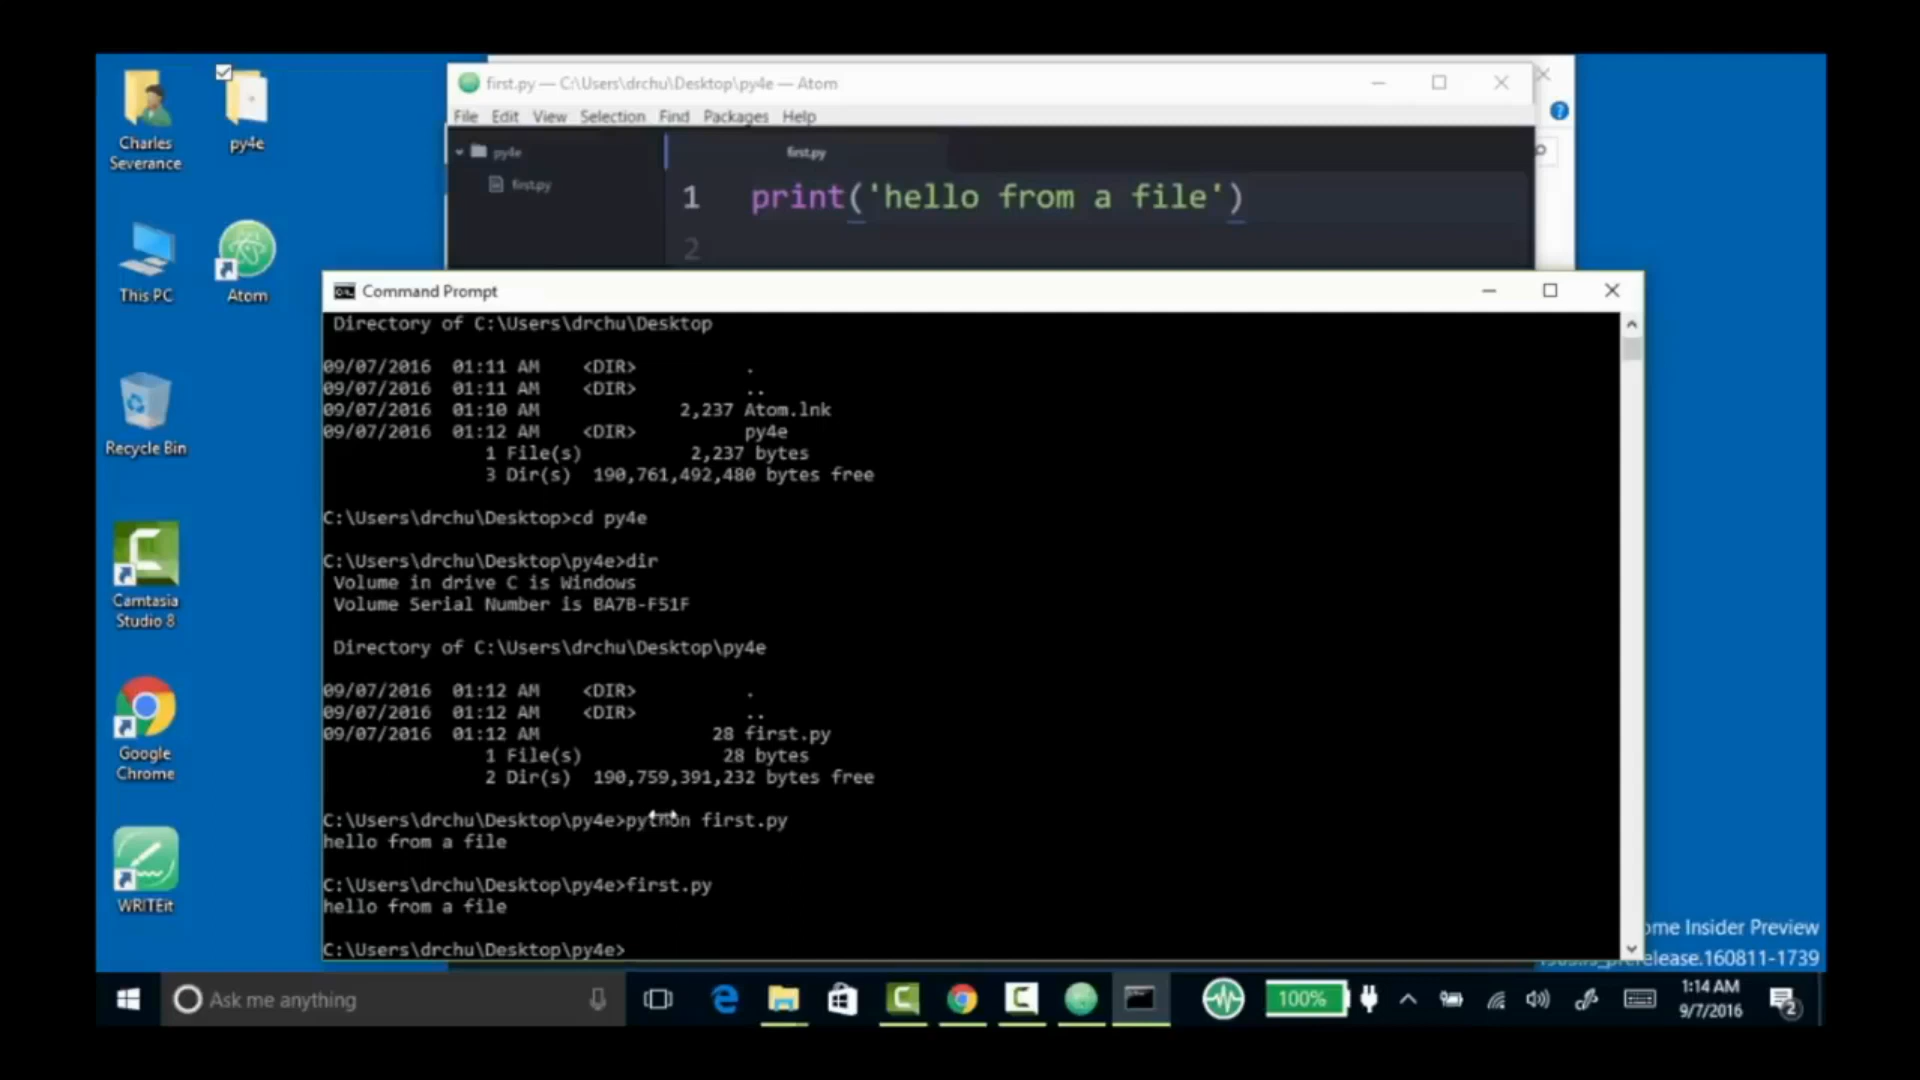 Charles
Severance
py4e
This PC
Atom
Recycle Bin
Camtasia
Studio 8
Google
Chrome
WRITEit
first.py — C:\Users\drchu\Desktop\py4e — Atom
File Edit View Selection Find Packages Help
py4e
first.py
first.py
1 print('hello from a file')
2
Command Prompt
Directory of C:\Users\drchu\Desktop
09/07/2016 01:11 AM <DIR> .
09/07/2016 01:11 AM <DIR> ..
09/07/2016 01:10 AM 2,237 Atom.lnk
09/07/2016 01:12 AM <DIR> py4e
1 File(s) 2,237 bytes
3 Dir(s) 190,761,492,480 bytes free
C:\Users\drchu\Desktop>cd py4e
C:\Users\drchu\Desktop\py4e>dir
Volume in drive C is Windows
Volume Serial Number is BA7B-F51F
Directory of C:\Users\drchu\Desktop\py4e
09/07/2016 01:12 AM <DIR> .
09/07/2016 01:12 AM <DIR> ..
09/07/2016 01:12 AM 28 first.py
1 File(s) 28 bytes
2 Dir(s) 190,759,391,232 bytes free
C:\Users\drchu\Desktop\py4e>python first.py
hello from a file
C:\Users\drchu\Desktop\py4e>first.py
hello from a file
C:\Users\drchu\Desktop\py4e>
ome Insider Preview
elease.160811-1739
Ask me anything
100%
1:14 AM
9/7/2016
2